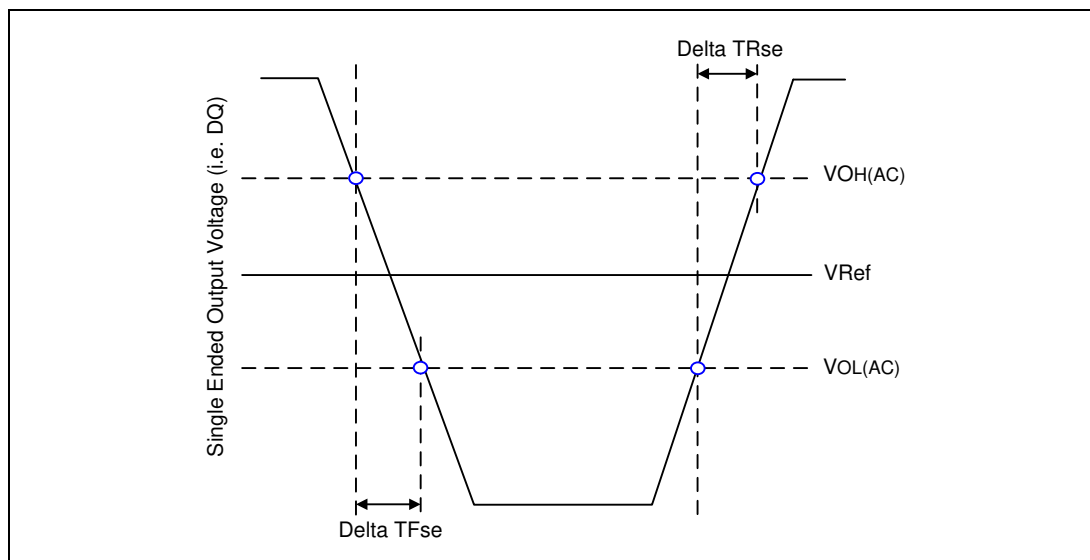 Delta TRse
Single Ended Output Voltage (i.e. DQ)
VOH(AC)
VRef
VOL(AC)
Delta TFse